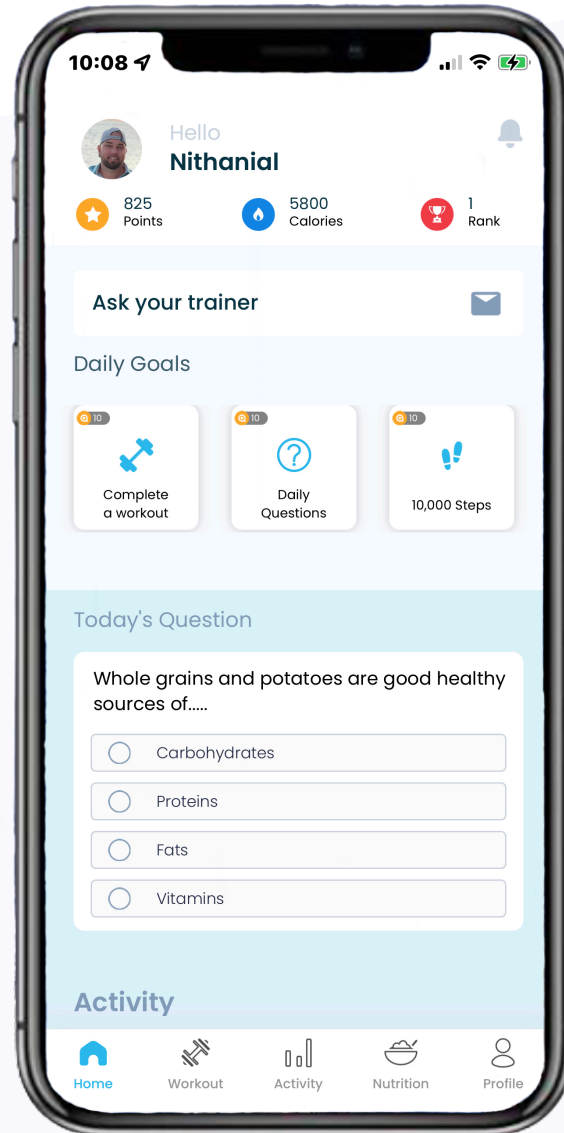 10:08
Hello
Nithanial
825
Points
5800
Calories
1
Rank
Ask your trainer
Daily Goals
10
10
10
Complete
a workout
Daily
Questions
10,000 Steps
Today's Question
Whole grains and potatoes are good healthy
sources of.....
Carbohydrates
Proteins
Fats
Vitamins
Activity
Home
Workout
Activity
Nutrition
Profile